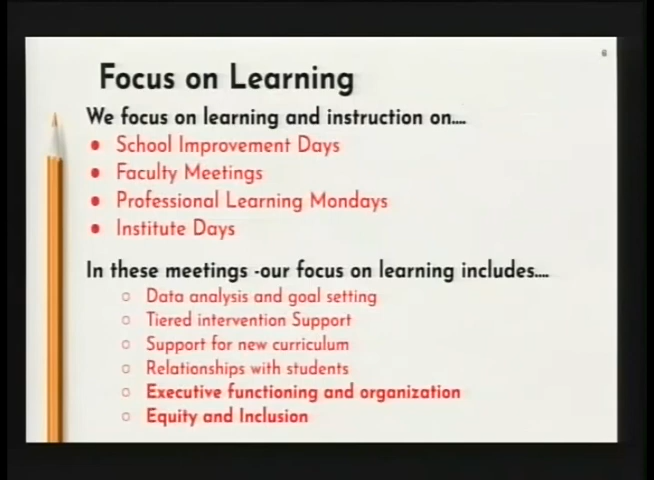 6
Focus on Learning
We focus on learning and instruction on....
● School Improvement Days
● Faculty Meetings
● Professional Learning Mondays
● Institute Days
In these meetings -our focus on learning includes....
○ Data analysis and goal setting
○ Tiered intervention Support
○ Support for new curriculum
○ Relationships with students
○ Executive functioning and organization
○ Equity and Inclusion